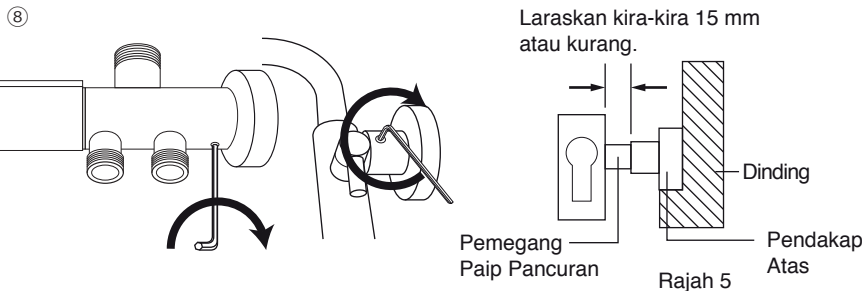 ⑧
Laraskan kira-kira 15 mm
atau kurang.
Dinding
Pemegang
Paip Pancuran
Pendakap
Atas
Rajah 5